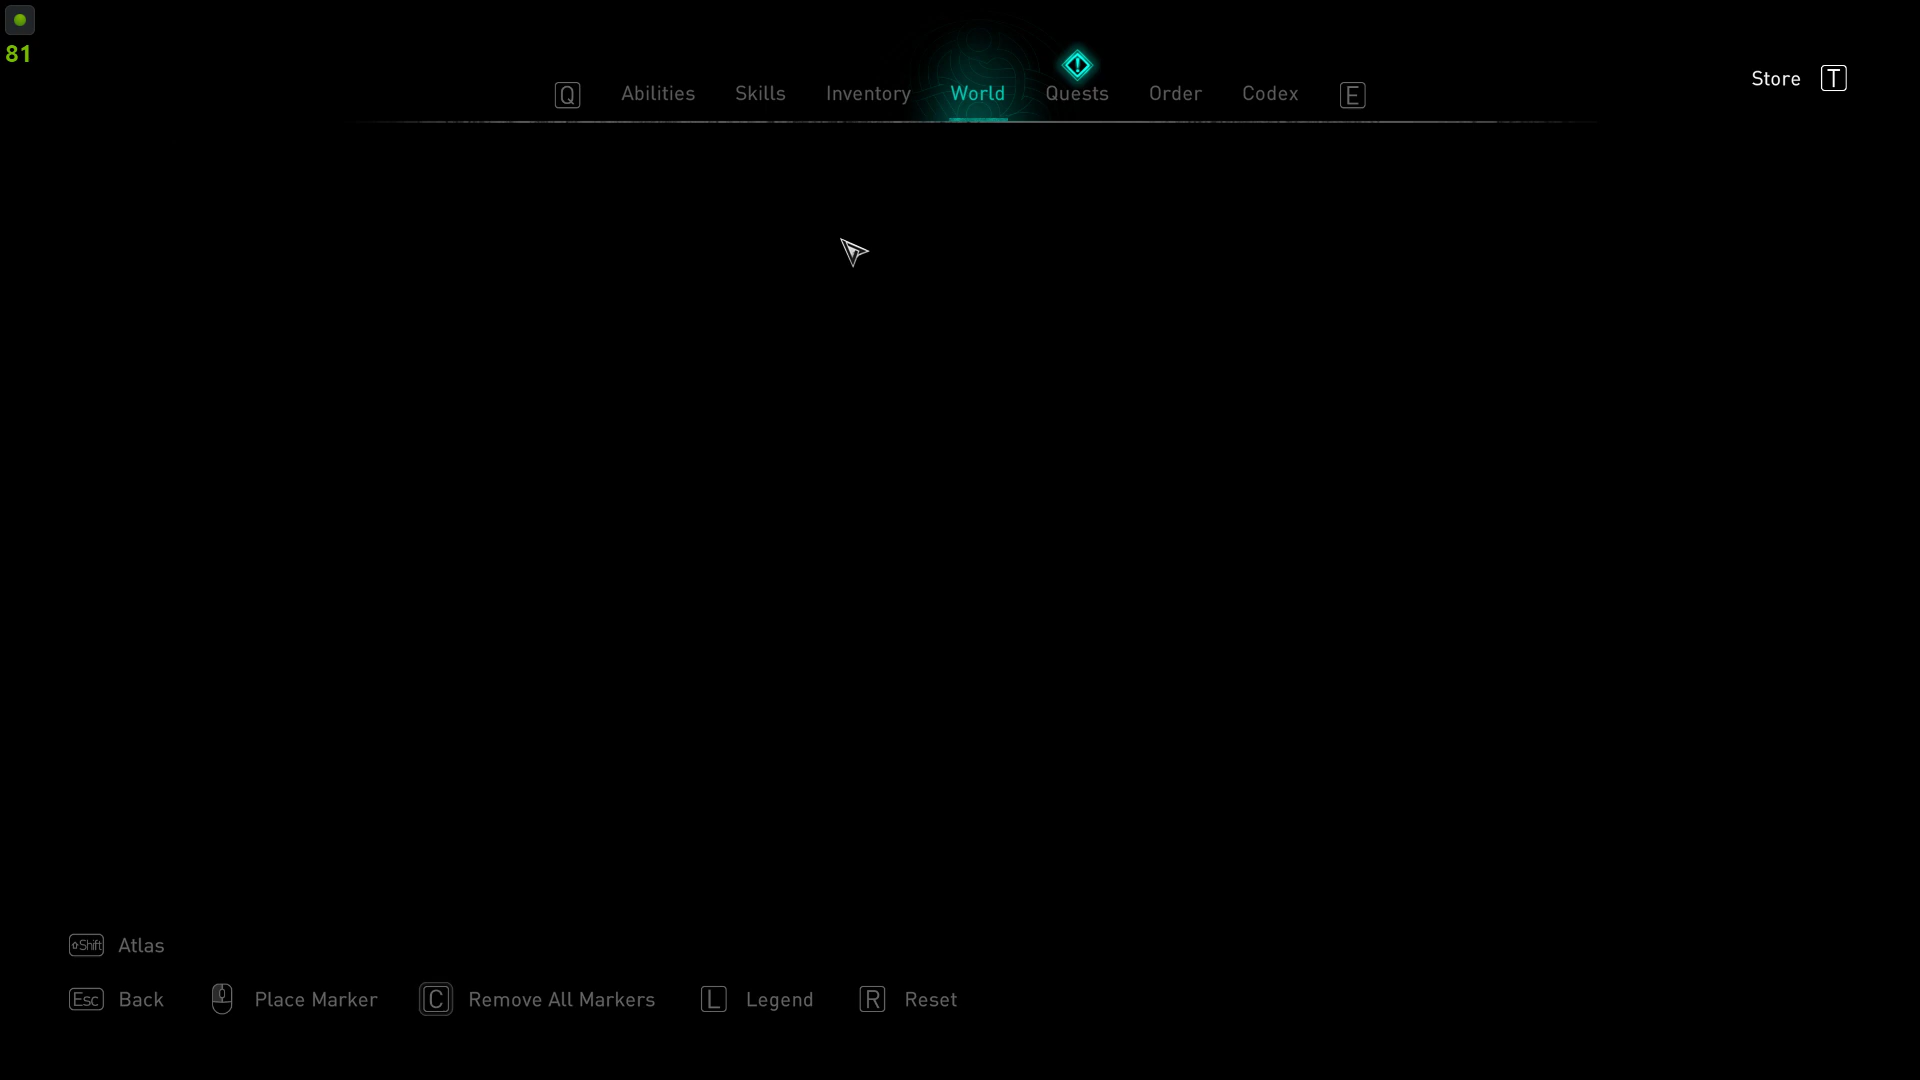 81
Q Abilities Skills Inventory World Quests Order Codex E
Store T
Shift Atlas
Esc Back Place Marker C Remove All Markers L Legend R Reset